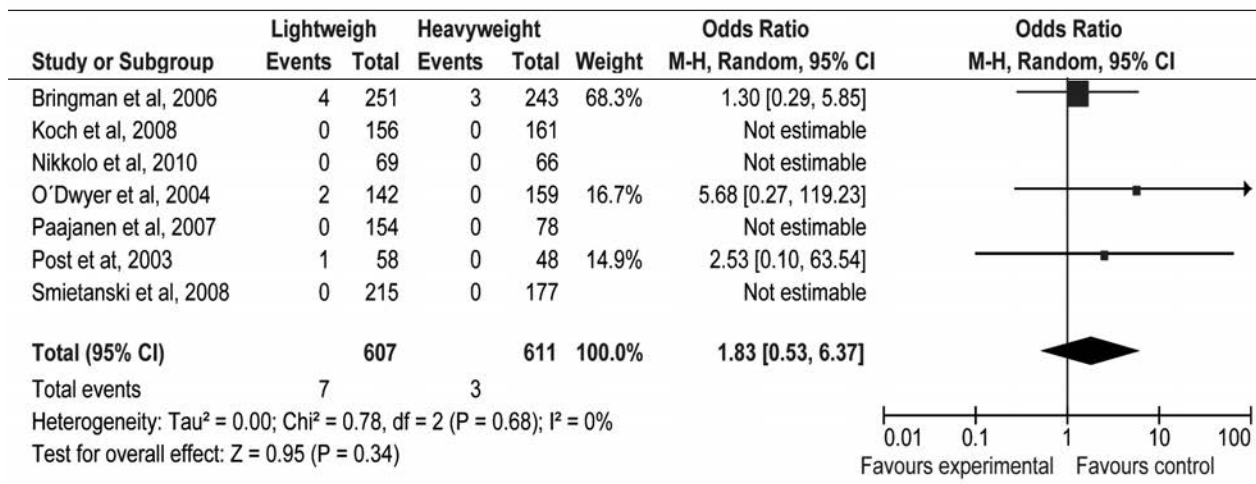 Lightweigh Heavyweight Odds Ratio Odds Ratio
Study or Subgroup Events Total Events Total Weight M-H, Random, 95% CI M-H, Random, 95% CI
Bringman et al, 2006 4 251 3 243 68.3% 1.30 [0.29, 5.85]
Koch et al, 2008 0 156 0 161 Not estimable
Nikkolo et al, 2010 0 69 0 66 Not estimable
O´Dwyer et al, 2004 2 142 0 159 16.7% 5.68 [0.27, 119.23]
Paajanen et al, 2007 0 154 0 78 Not estimable
Post et at, 2003 1 58 0 48 14.9% 2.53 [0.10, 63.54]
Smietanski et al, 2008 0 215 0 177 Not estimable
Total (95% CI) 607 611 100.0% 1.83 [0.53, 6.37]
Total events 7 3
Heterogeneity: Tau² = 0.00; Chi² = 0.78, df = 2 (P = 0.68); I² = 0%
Test for overall effect: Z = 0.95 (P = 0.34)
0.01 0.1 1 10 100
Favours experimental Favours control